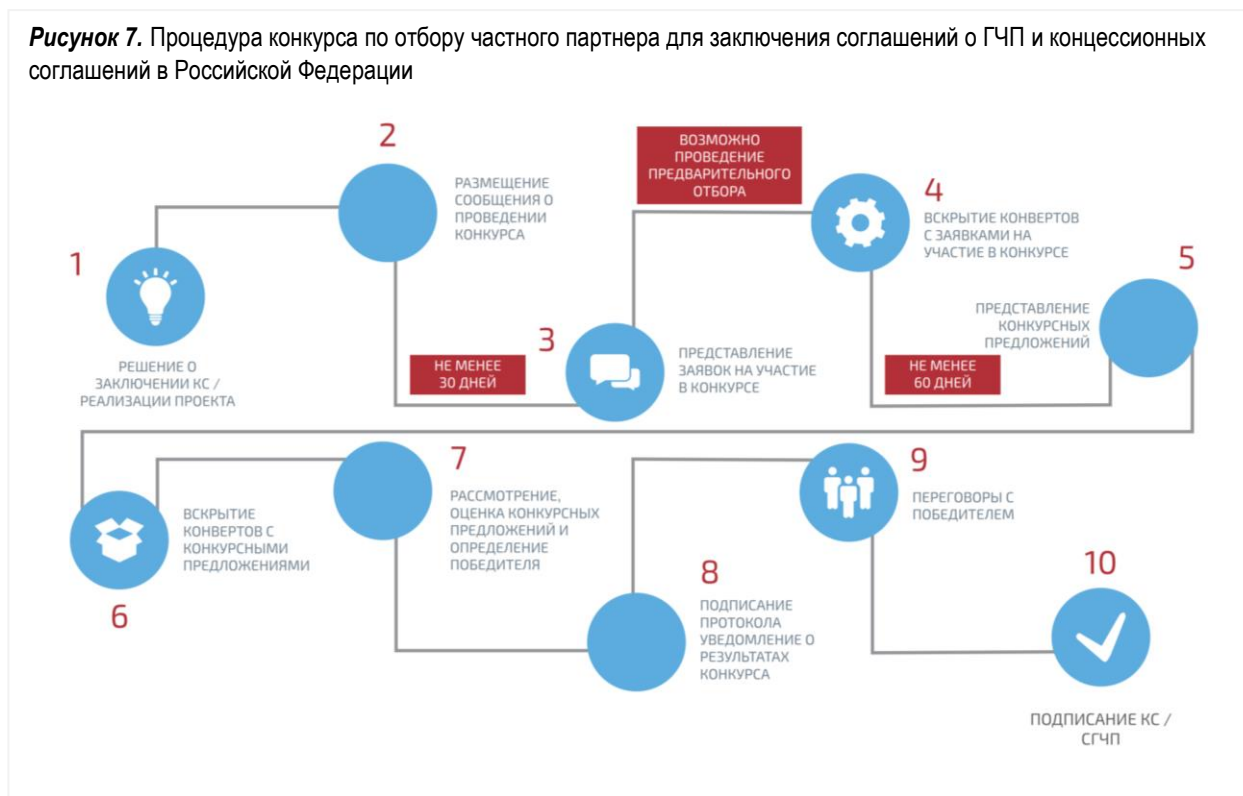 Рисунок 7. Процедура конкурса по отбору частного партнера для заключения соглашений о ГЧП и концессионных
соглашений в Российской Федерации
1
РЕШЕНИЕ О
ЗАКЛЮЧЕНИИ КС /
РЕАЛИЗАЦИИ ПРОЕКТА
2
РАЗМЕЩЕНИЕ
СООБЩЕНИЯ О
ПРОВЕДЕНИИ
КОНКУРСА
НЕ МЕНЕЕ
30 ДНЕЙ
3
ПРЕДСТАВЛЕНИЕ
ЗАЯВОК НА УЧАСТИЕ
В КОНКУРСЕ
ВОЗМОЖНО
ПРОВЕДЕНИЕ
ПРЕДВАРИТЕЛЬНОГО
ОТБОРА
4
ВСКРЫТИЕ КОНВЕРТОВ
С ЗАЯВКАМИ НА
УЧАСТИЕ В КОНКУРСЕ
НЕ МЕНЕЕ
60 ДНЕЙ
5
ПРЕДСТАВЛЕНИЕ
КОНКУРСНЫХ
ПРЕДЛОЖЕНИЙ
6
ВСКРЫТИЕ
КОНВЕРТОВ С
КОНКУРСНЫМИ
ПРЕДЛОЖЕНИЯМИ
7
РАССМОТРЕНИЕ,
ОЦЕНКА КОНКУРСНЫХ
ПРЕДЛОЖЕНИЙ И
ОПРЕДЕЛЕНИЕ
ПОБЕДИТЕЛЯ
8
ПОДПИСАНИЕ
ПРОТОКОЛА
УВЕДОМЛЕНИЕ О
РЕЗУЛЬТАТАХ
КОНКУРСА
9
ПЕРЕГОВОРЫ С
ПОБЕДИТЕЛЕМ
10
ПОДПИСАНИЕ КС /
СГЧП